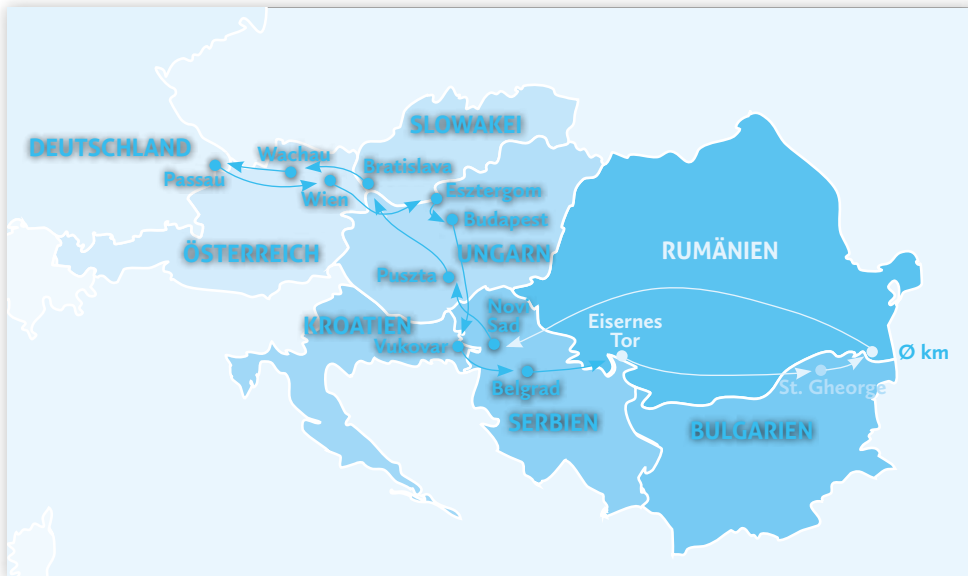 SLOWAKEI
DEUTSCHLAND
Wachau
Bratislava
Passau
Wien
Esztergom
Budapest
ÖSTERREICH
UNGARN
RUMÄNIEN
Puszta
Novi
Sad
KROATIEN
Eisernes
Tor
Vukovar
Ø km
Belgrad
St. Gheorge
SERBIEN
BULGARIEN